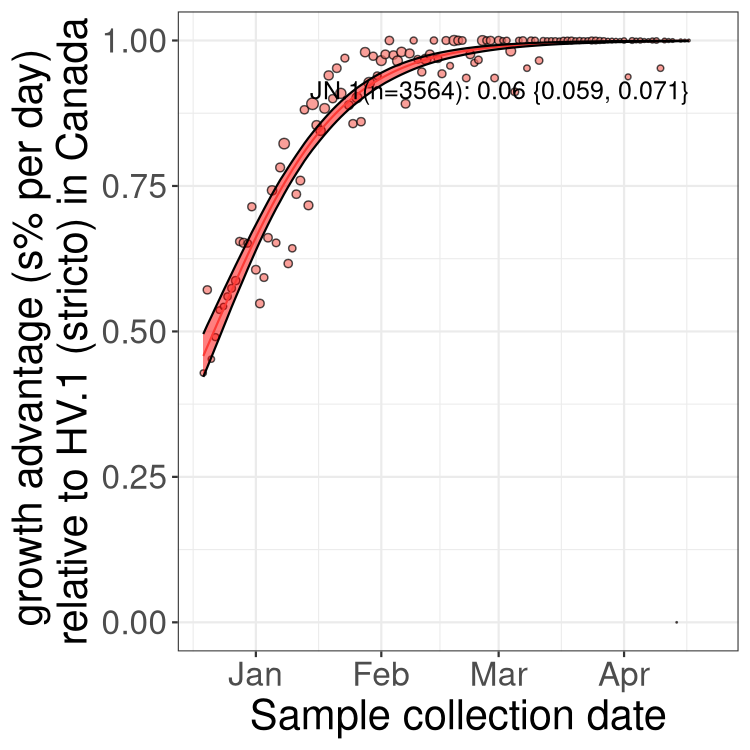 growth advantage (s% per day)
relative to HV.1 (stricto) in Canada
1.00
0.75
0.50
0.25
0.00
JN.1(n=3564): 0.06 {0.059, 0.071}
Jan Feb Mar Apr
Sample collection date